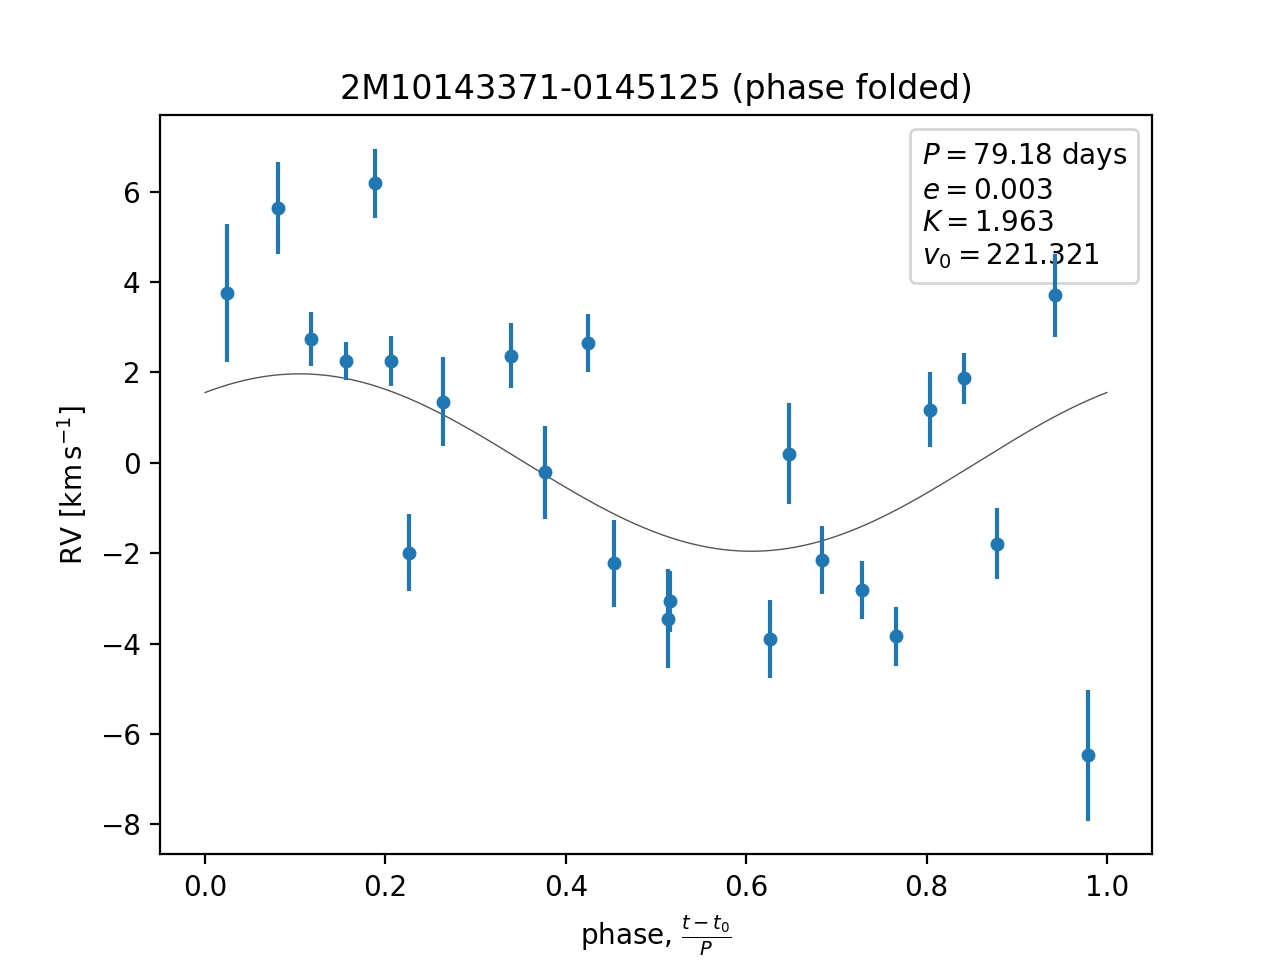 2M10143371-0145125 (phase folded)
P = 79.18 days
e = 0.003
K = 1.963
v₀ = 221.321
RV [km s⁻¹]
6
4
2
0
−2
−4
−6
−8
0.0 0.2 0.4 0.6 0.8 1.0
phase, (t − t₀)/P